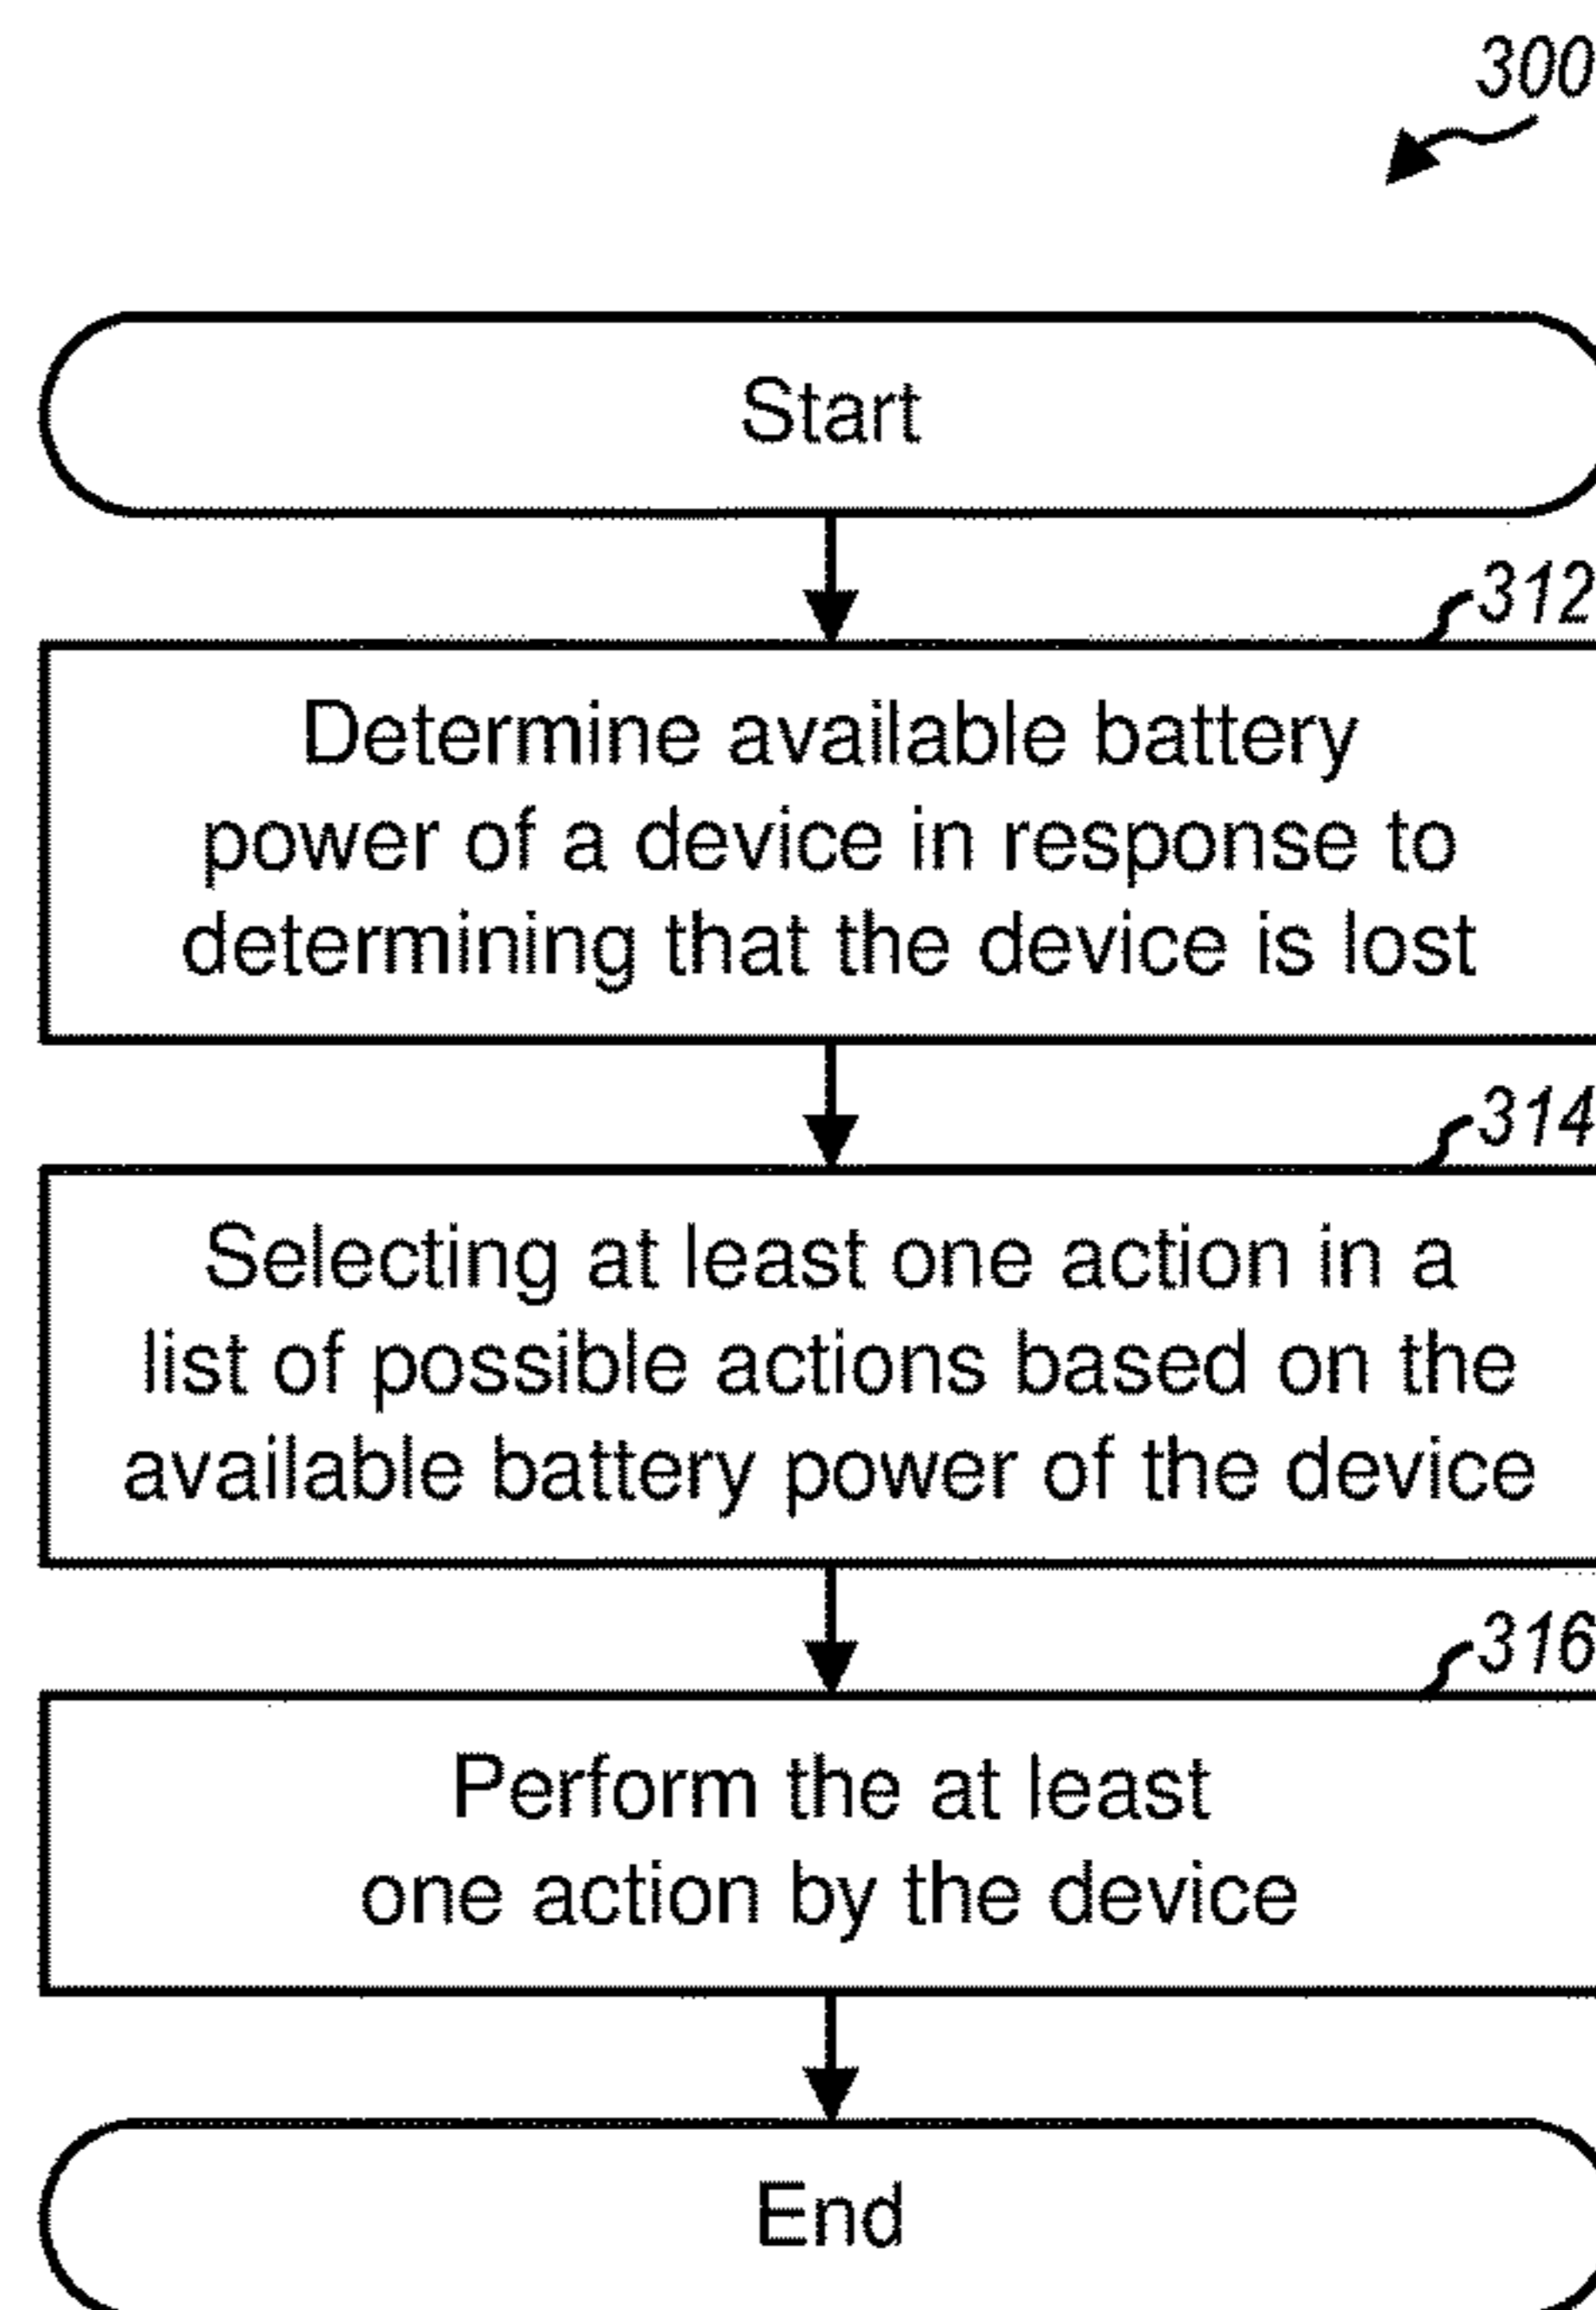 300
Start
312
Determine available battery
power of a device in response to
determining that the device is lost
314
Selecting at least one action in a
list of possible actions based on the
available battery power of the device
316
Perform the at least
one action by the device
End